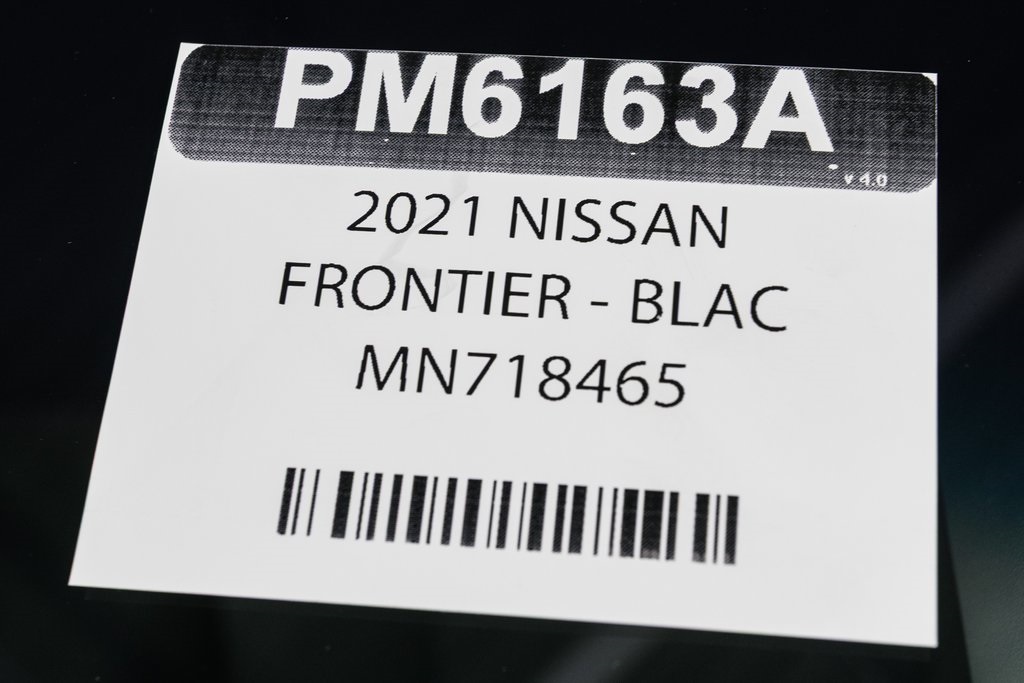 PM6163A
v 4.0
2021 NISSAN
FRONTIER - BLAC
MN718465